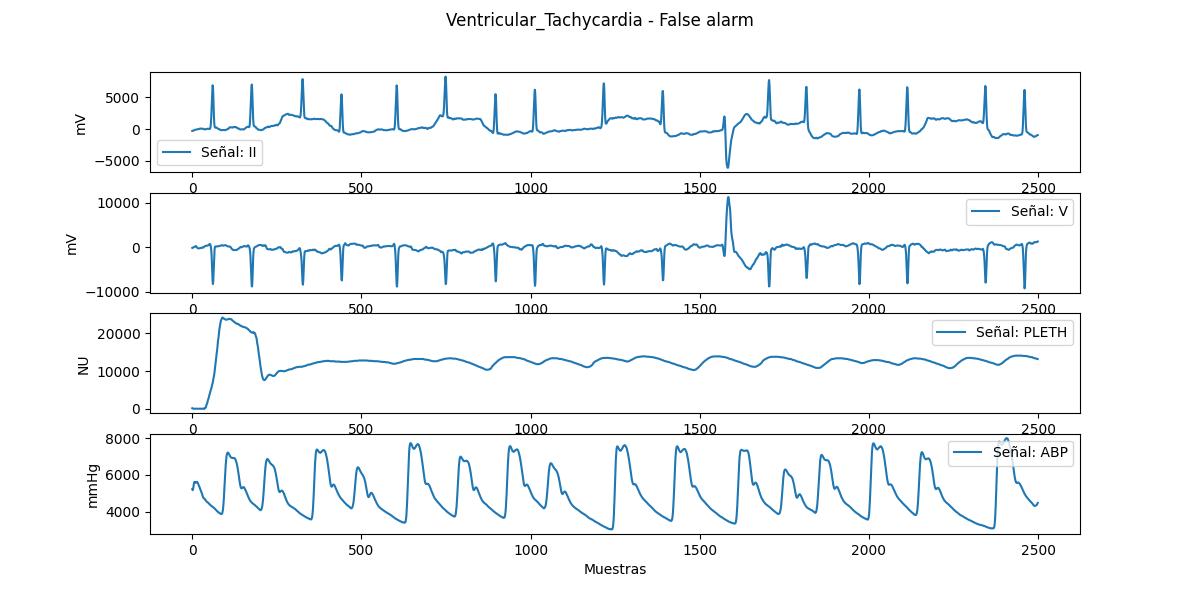 Ventricular_Tachycardia - False alarm
5000
0
−5000
mV
Señal: II
0 500 1000 1500 2000 2500
10000
0
−10000
mV
Señal: V
0 500 1000 1500 2000 2500
20000
10000
0
NU
Señal: PLETH
0 500 1000 1500 2000 2500
8000
6000
4000
mmHg
Señal: ABP
0 500 1000 1500 2000 2500
Muestras